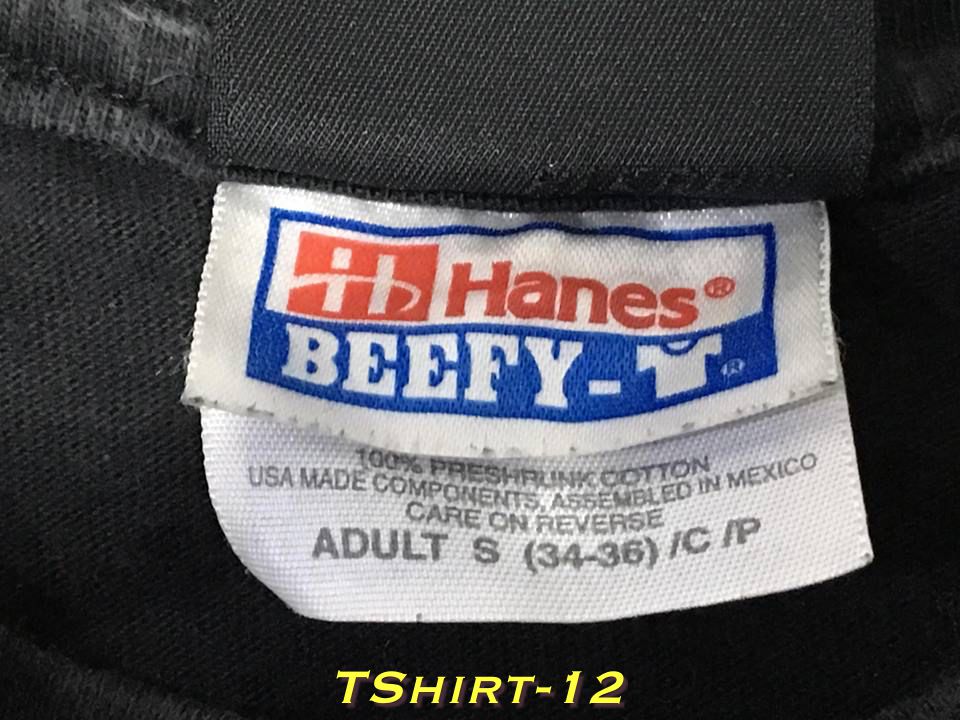 Hanes®
BEEFY-T®
100% PRESHRUNK COTTON
USA MADE COMPONENTS, ASSEMBLED IN MEXICO
CARE ON REVERSE
ADULT S (34-36) /C /P
TSHIRT-12